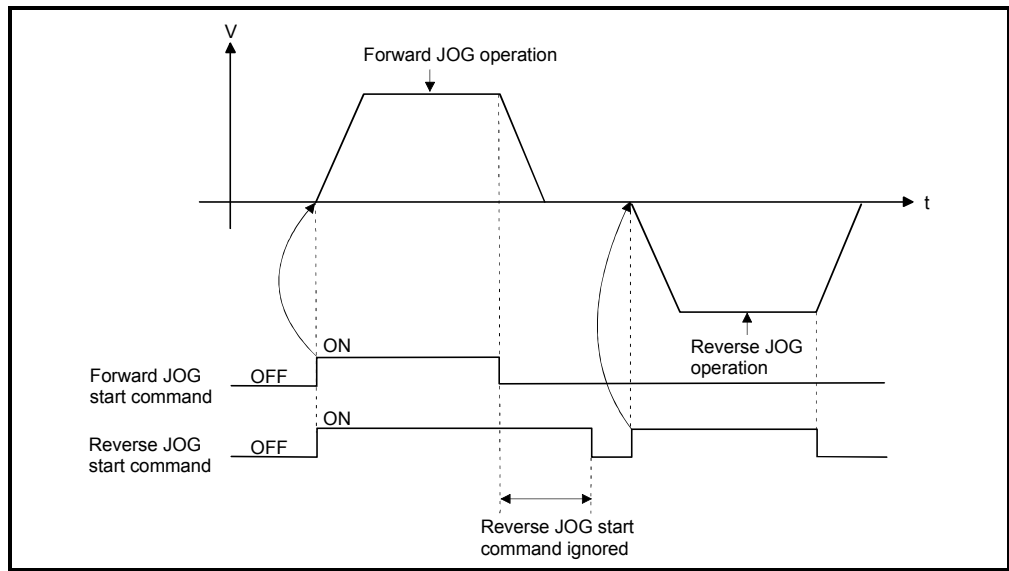 V
Forward JOG operation
t
Reverse JOG
operation
ON
Forward JOG
start command
OFF
ON
Reverse JOG
start command
OFF
Reverse JOG start
command ignored